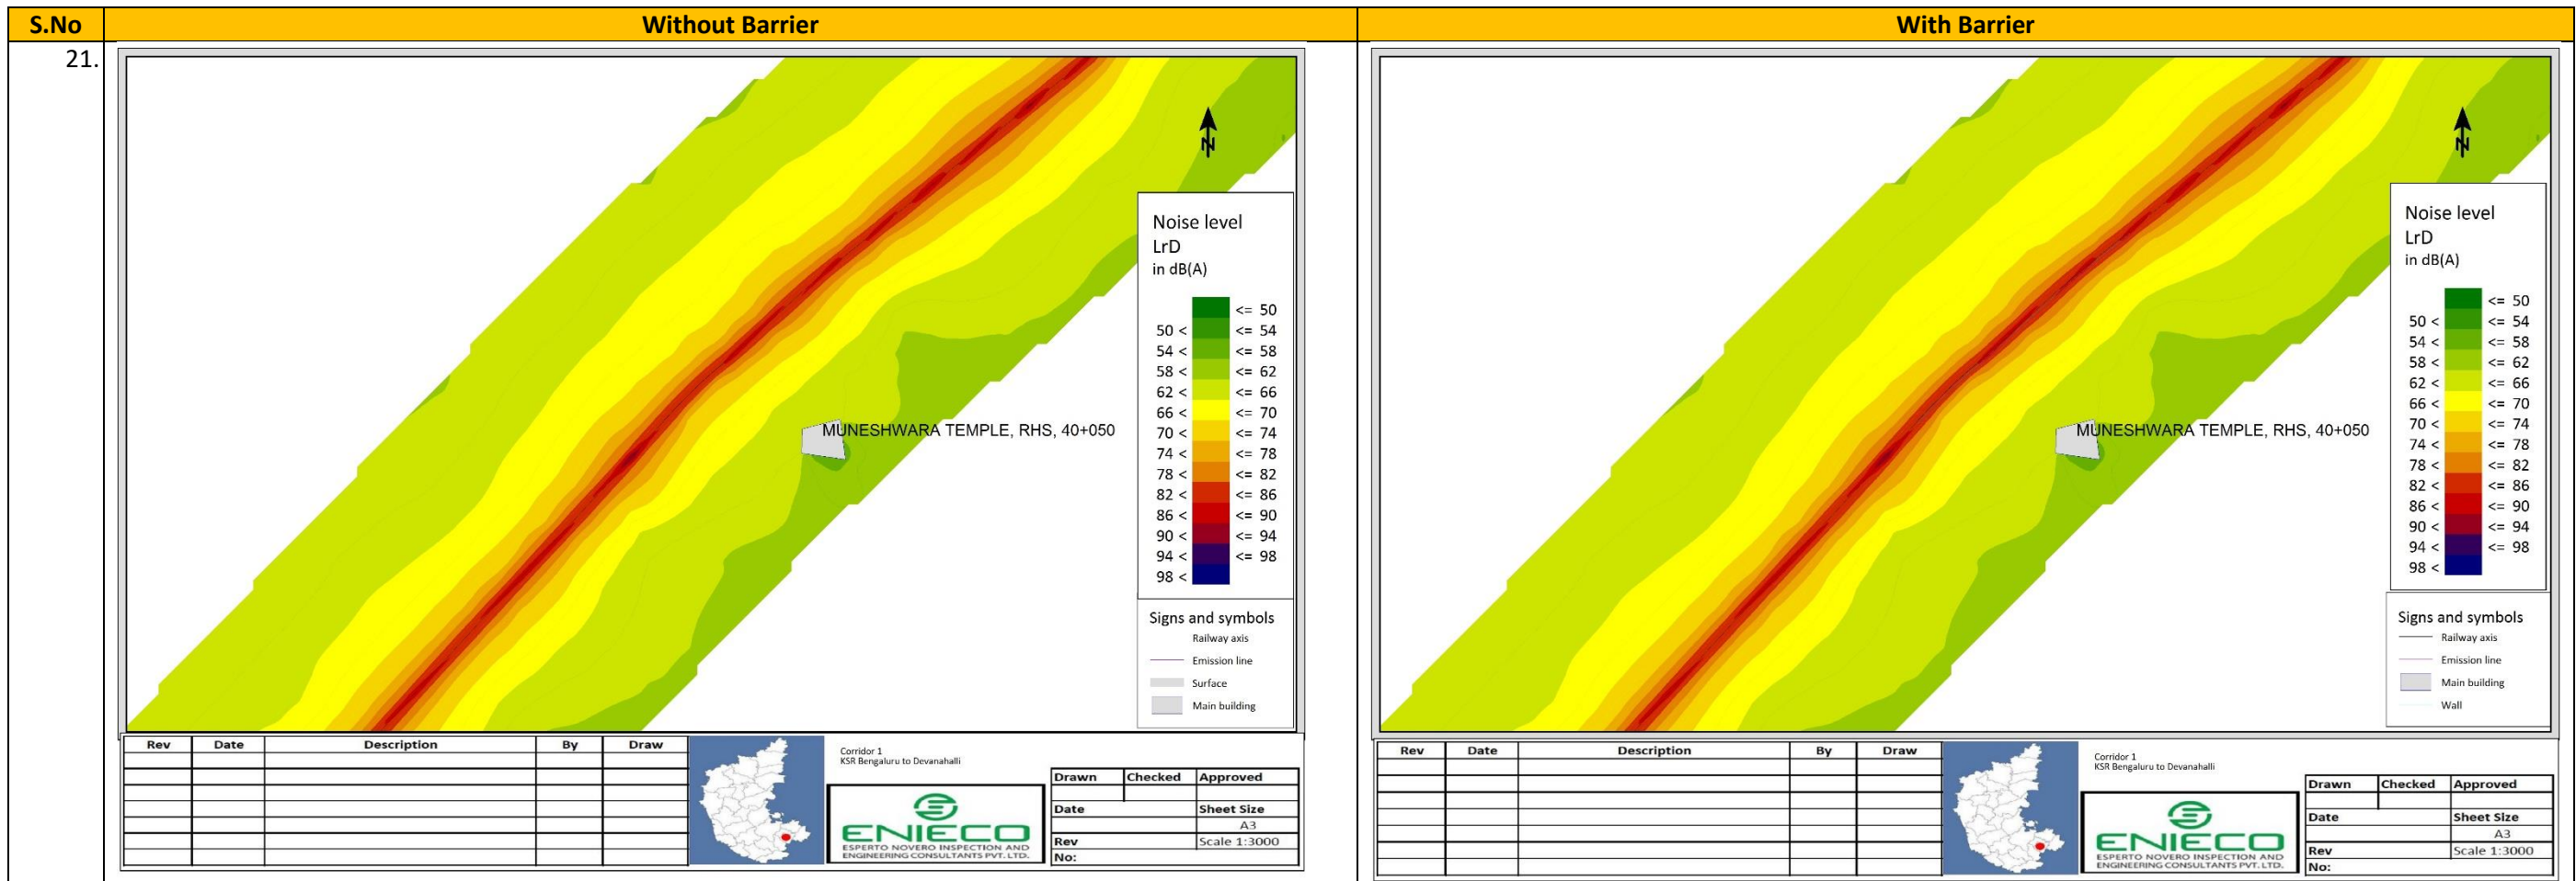 S.No Without Barrier With Barrier
21.
N
Noise level
LrD
in dB(A)
<= 50
50 < <= 54
54 < <= 58
58 < <= 62
62 < <= 66
66 < <= 70
70 < <= 74
74 < <= 78
78 < <= 82
82 < <= 86
86 < <= 90
90 < <= 94
94 < <= 98
98 <
MUNESHWARA TEMPLE, RHS, 40+050
Signs and symbols
Railway axis
Emission line
Surface
Main building
Rev Date Description By Draw
Corridor 1
KSR Bengaluru to Devanahalli
ENIECO
ESPERTO NOVERO INSPECTION AND
ENGINEERING CONSULTANTS PVT. LTD.
Drawn Checked Approved
Date Sheet Size
A3
Rev Scale 1:3000
No:
N
Noise level
LrD
in dB(A)
<= 50
50 < <= 54
54 < <= 58
58 < <= 62
62 < <= 66
66 < <= 70
70 < <= 74
74 < <= 78
78 < <= 82
82 < <= 86
86 < <= 90
90 < <= 94
94 < <= 98
98 <
MUNESHWARA TEMPLE, RHS, 40+050
Signs and symbols
Railway axis
Emission line
Main building
Wall
Rev Date Description By Draw
Corridor 1
KSR Bengaluru to Devanahalli
ENIECO
ESPERTO NOVERO INSPECTION AND
ENGINEERING CONSULTANTS PVT. LTD.
Drawn Checked Approved
Date Sheet Size
A3
Rev Scale 1:3000
No: